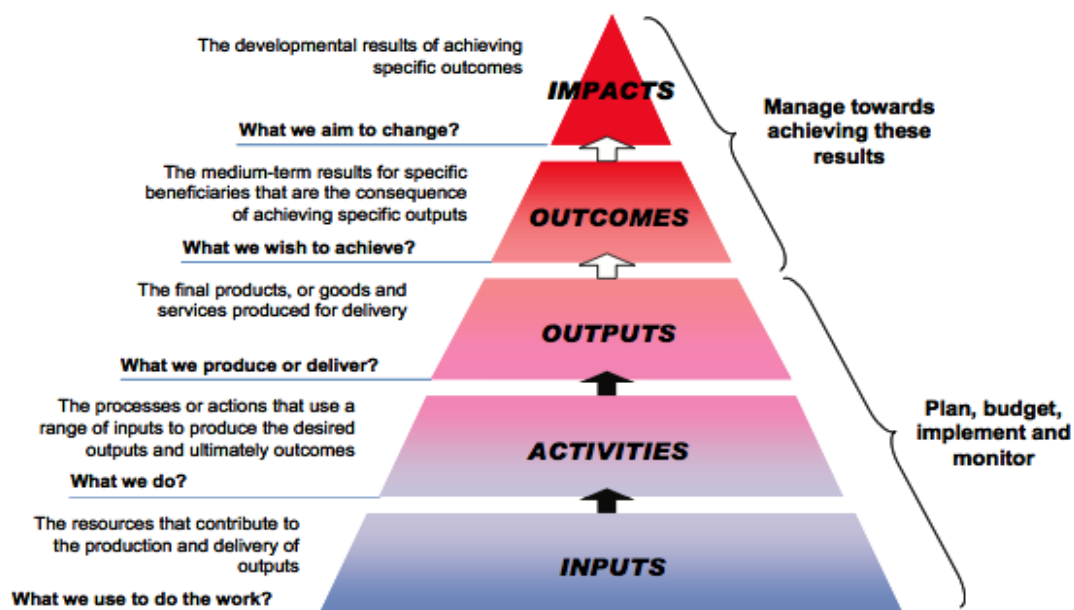 The developmental results of achieving
specific outcomes
IMPACTS
What we aim to change?
Manage towards
achieving these
results
The medium-term results for specific
beneficiaries that are the consequence
of achieving specific outputs
OUTCOMES
What we wish to achieve?
The final products, or goods and
services produced for delivery
OUTPUTS
What we produce or deliver?
The processes or actions that use a
range of inputs to produce the desired
outputs and ultimately outcomes
ACTIVITIES
What we do?
Plan, budget,
implement and
monitor
The resources that contribute to
the production and delivery of
outputs
INPUTS
What we use to do the work?